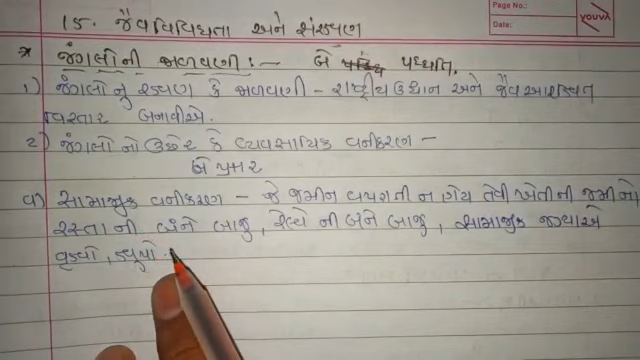 Page No.:
Date:
YOUVA
15. જૈવવિવિધતા અને સંરક્ષણ
* જંગલોની જાળવણી :- બે પદ્ધતિ.
1) જંગલોનું રક્ષણ કે જાળવણી - રાષ્ટ્રીય ઉદ્યાન અને જૈવઆરક્ષિત
વિસ્તાર બનાવીએ.
2) જંગલોનો ઉછેર કે વ્યવસાયિક વનીકરણ -
બે પ્રકાર
a) સામાજીક વનીકરણ - જે જમીન વપરાતી ન હોય તેવી ખેતીની જમીનો,
રસ્તાની બંને બાજુ, રેલ્વેની બંને બાજુ, સામાજીક જગ્યાએ
વૃક્ષો, ક્ષુપો.